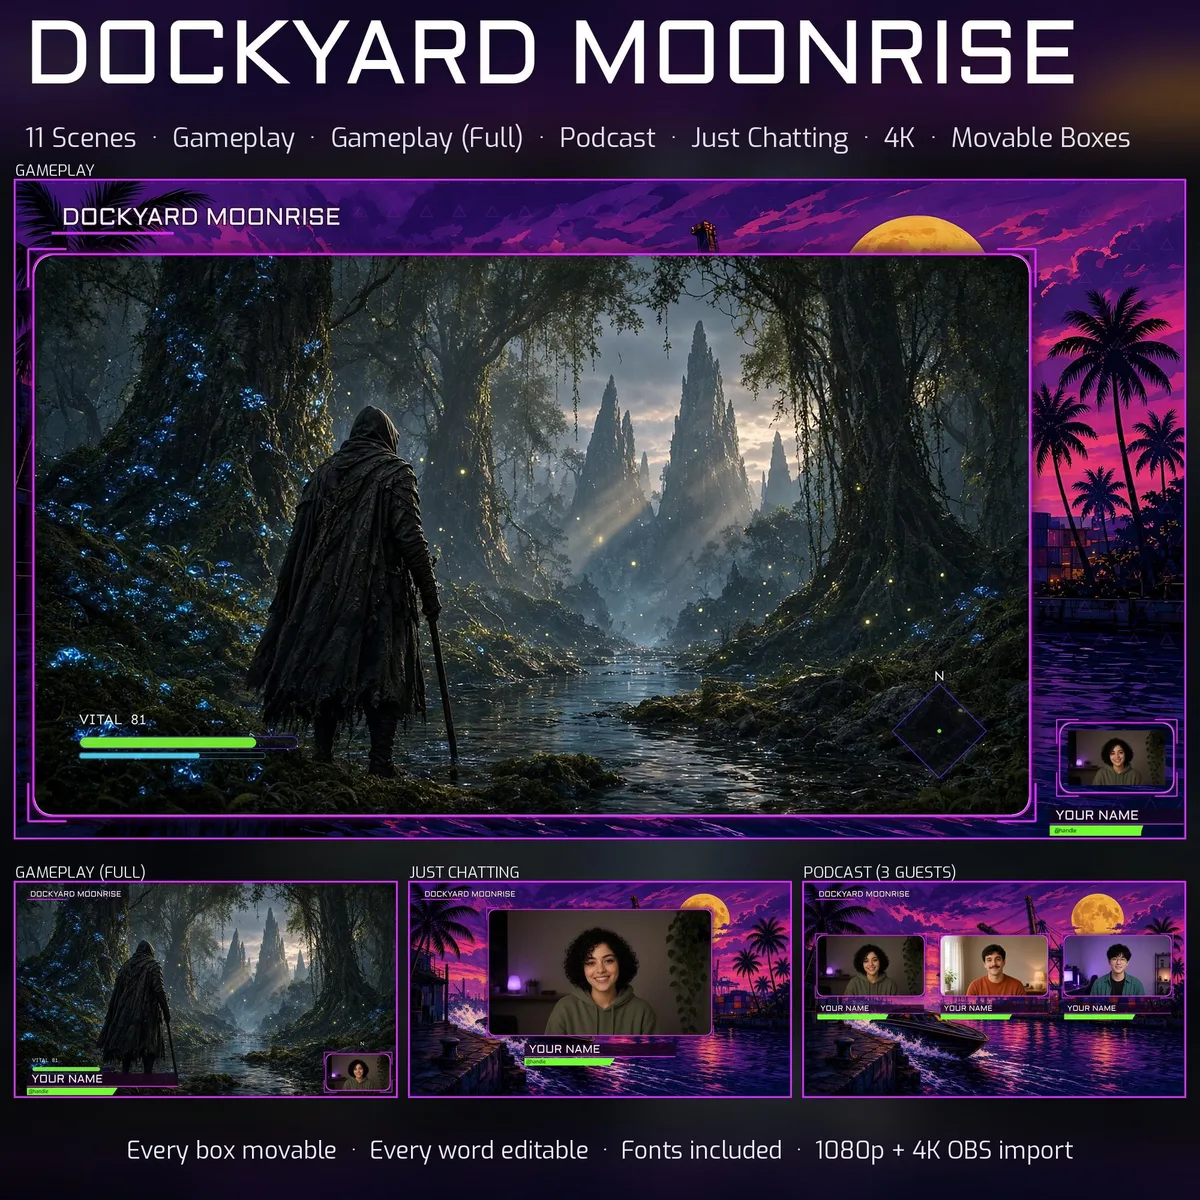 DOCKYARD MOONRISE
11 Scenes · Gameplay · Gameplay (Full) · Podcast · Just Chatting · 4K · Movable Boxes
GAMEPLAY
DOCKYARD MOONRISE
N
VITAL 81
YOUR NAME
@handle
GAMEPLAY (FULL)
DOCKYARD MOONRISE
N
VITAL 81
YOUR NAME
@handle
JUST CHATTING
DOCKYARD MOONRISE
YOUR NAME
@handle
PODCAST (3 GUESTS)
DOCKYARD MOONRISE
YOUR NAME
YOUR NAME
YOUR NAME
Every box movable · Every word editable · Fonts included · 1080p + 4K OBS import